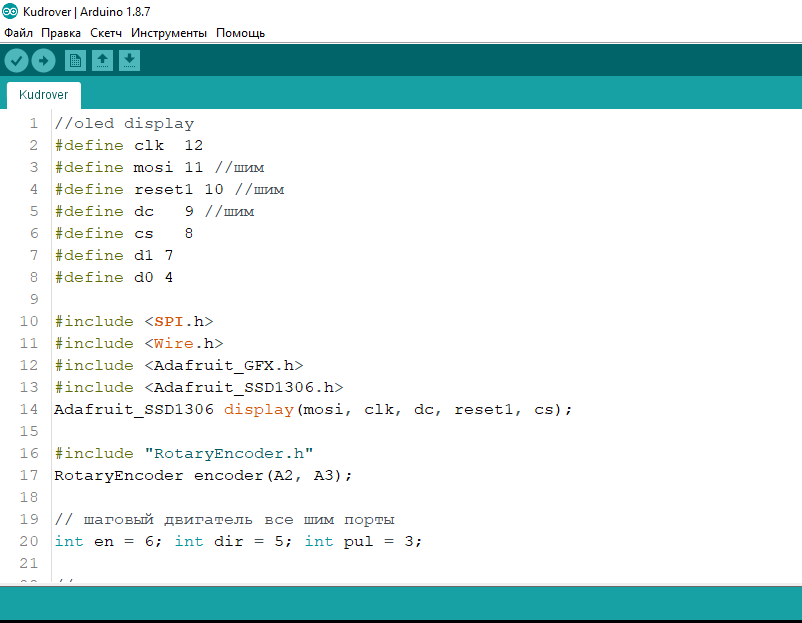 Kudrover | Arduino 1.8.7
Файл Правка Скетч Инструменты Помощь
Kudrover
1 //oled display
2 #define clk  12
3 #define mosi 11 //шим
4 #define reset1 10 //шим
5 #define dc   9 //шим
6 #define cs   8
7 #define d1 7
8 #define d0 4
9
10 #include <SPI.h>
11 #include <Wire.h>
12 #include <Adafruit_GFX.h>
13 #include <Adafruit_SSD1306.h>
14 Adafruit_SSD1306 display(mosi, clk, dc, reset1, cs);
15
16 #include "RotaryEncoder.h"
17 RotaryEncoder encoder(A2, A3);
18
19 // шаговый двигатель все шим порты
20 int en = 6; int dir = 5; int pul = 3;
21